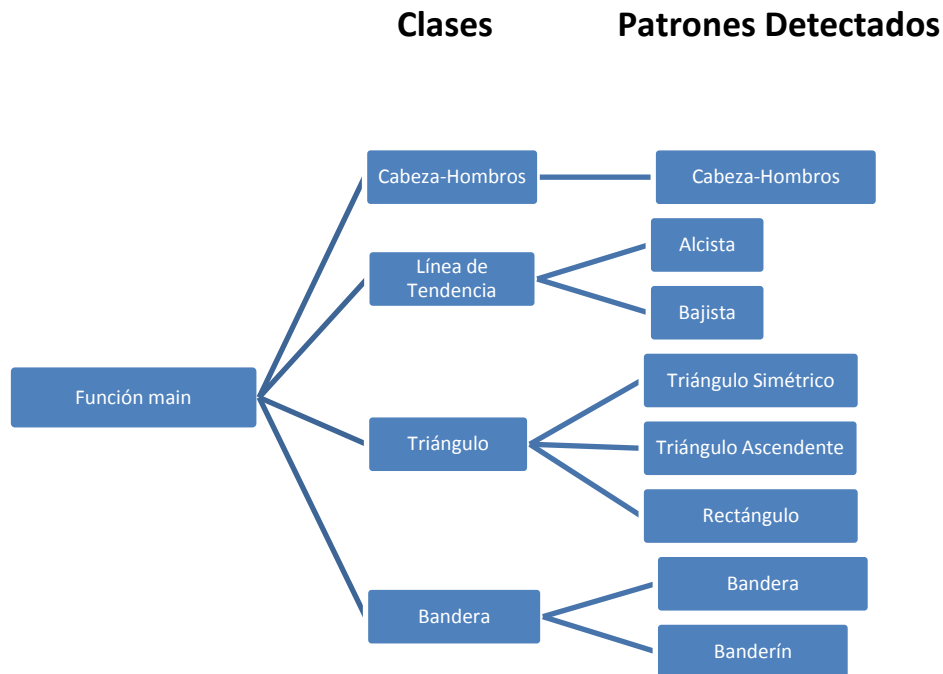 Clases
Patrones Detectados
Cabeza-Hombros
Cabeza-Hombros
Línea de
Tendencia
Alcista
Bajista
Función main
Triángulo
Triángulo Simétrico
Triángulo Ascendente
Rectángulo
Bandera
Bandera
Banderín